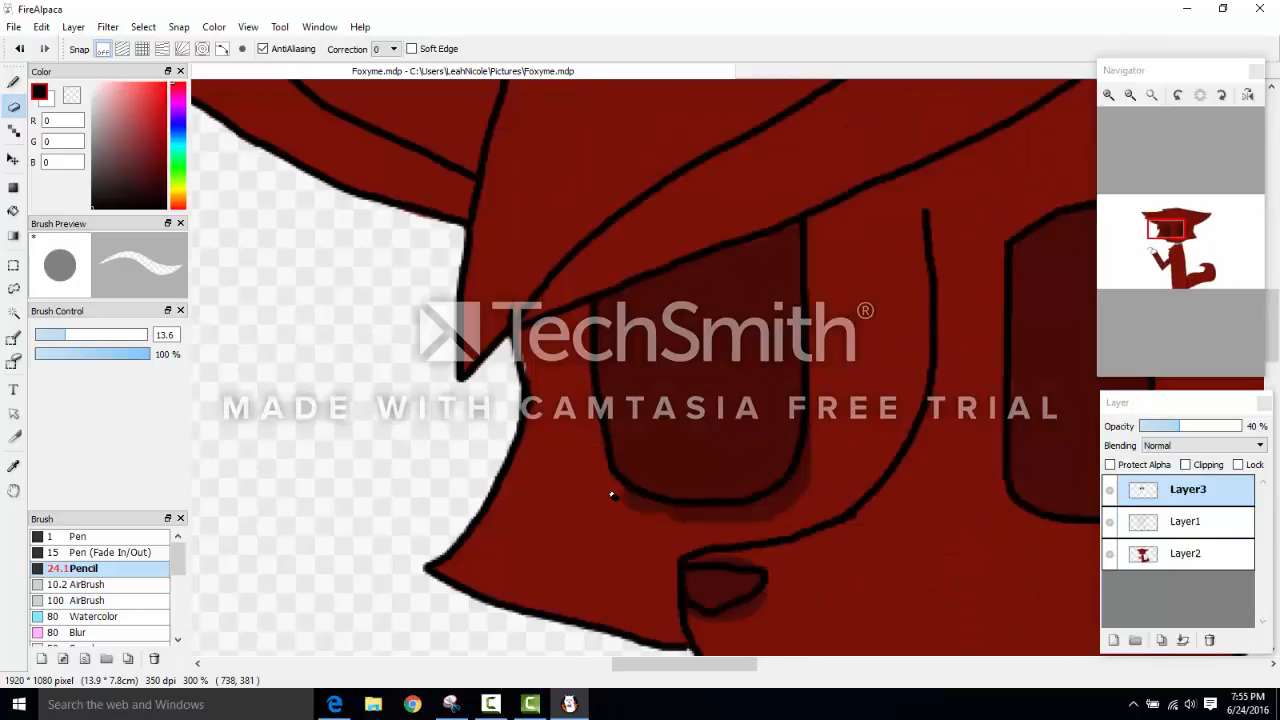 FireAlpaca
File Edit Layer Filter Select Snap Color View Tool Window Help
Snap OFF AntiAliasing Correction 0 Soft Edge
Color
Foxyme.mdp - C:\Users\LeahNicole\Pictures\Foxyme.mdp
Navigator
R 0
G 0
B 0
Brush Preview
*
Brush Control
13.6
100 %
TechSmith®
MADE WITH CAMTASIA FREE TRIAL
Layer
Opacity 40 %
Blending Normal
Protect Alpha Clipping Lock
Layer3
Layer1
Layer2
Brush
1 Pen
15 Pen (Fade In/Out)
24.1 Pencil
10.2 AirBrush
100 AirBrush
80 Watercolor
80 Blur
1920 * 1080 pixel (13.9 * 7.8cm) 350 dpi 300 % ( 738, 381 )
Search the web and Windows
7:55 PM
6/24/2016